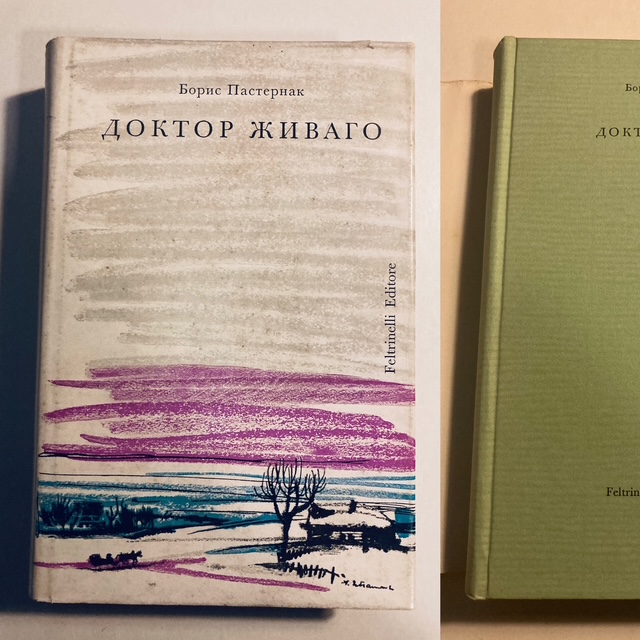 Борис Пастернак
ДОКТОР ЖИВАГО
Feltrinelli Editore